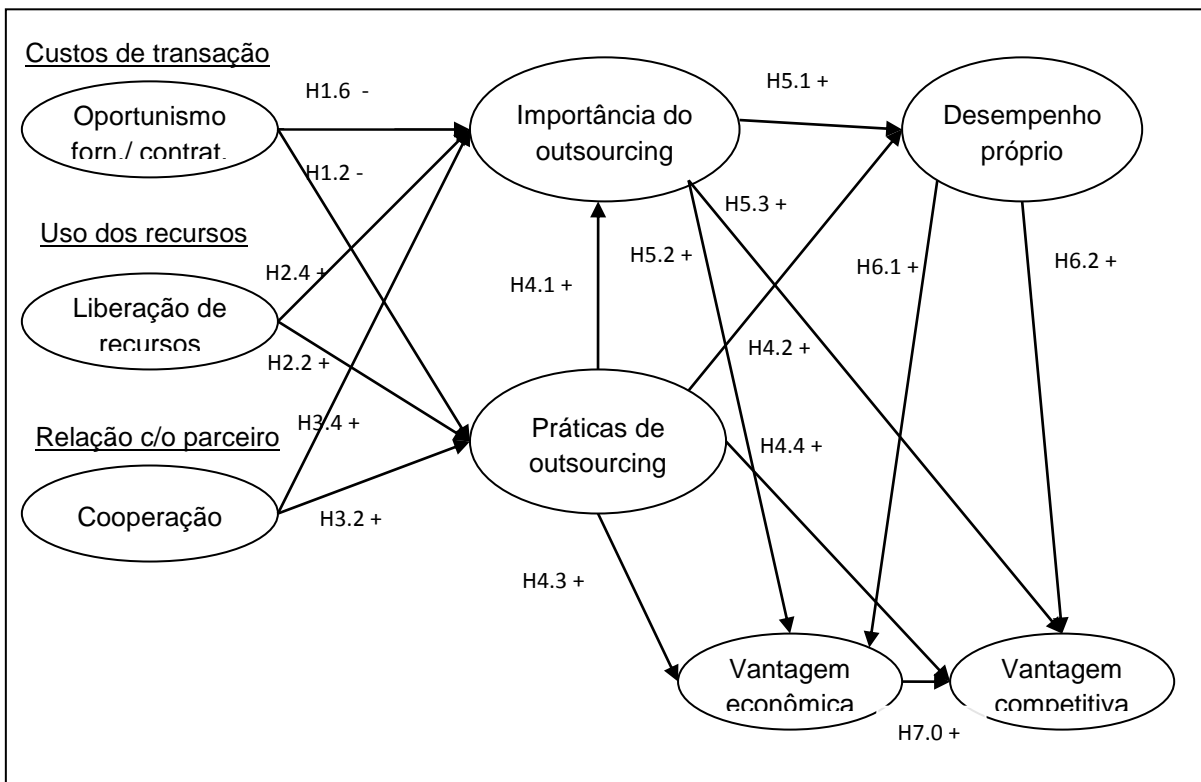 Custos de transação
Oportunismo
forn./ contrat.
H1.6 -
H1.2 -
Importância do
outsourcing
H5.1 +
Desempenho
próprio
Uso dos recursos
Liberação de
recursos
H2.4 +
H2.2 +
H4.1 +
H5.3 +
H5.2 +
H6.1 +
H6.2 +
H4.2 +
Relação c/o parceiro
Cooperação
H3.4 +
H3.2 +
Práticas de
outsourcing
H4.4 +
H4.3 +
Vantagem
econômica
Vantagem
competitiva
H7.0 +